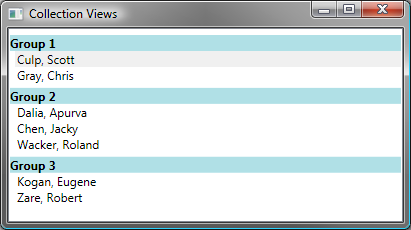 Collection Views
Group 1
Culp, Scott
Gray, Chris
Group 2
Dalia, Apurva
Chen, Jacky
Wacker, Roland
Group 3
Kogan, Eugene
Zare, Robert